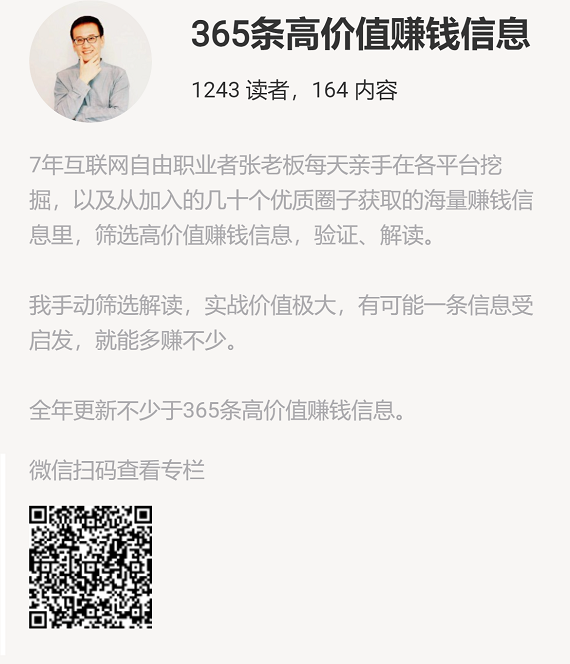 365条高价值赚钱信息
1243 读者，164 内容
7年互联网自由职业者张老板每天亲手在各平台挖
掘，以及从加入的几十个优质圈子获取的海量赚钱信
息里，筛选高价值赚钱信息，验证、解读。
我手动筛选解读，实战价值极大，有可能一条信息受
启发，就能多赚不少。
全年更新不少于365条高价值赚钱信息。
微信扫码查看专栏